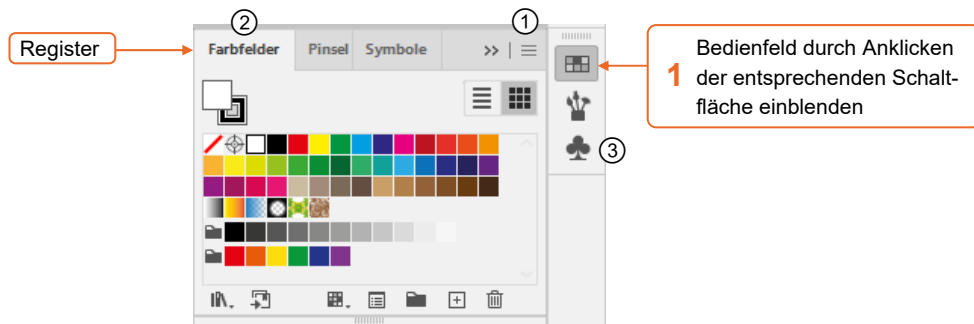 ② ①
Register
Farbfelder Pinsel Symbole >> | ≡
1
Bedienfeld durch Anklicken
der entsprechenden Schalt-
fläche einblenden
③